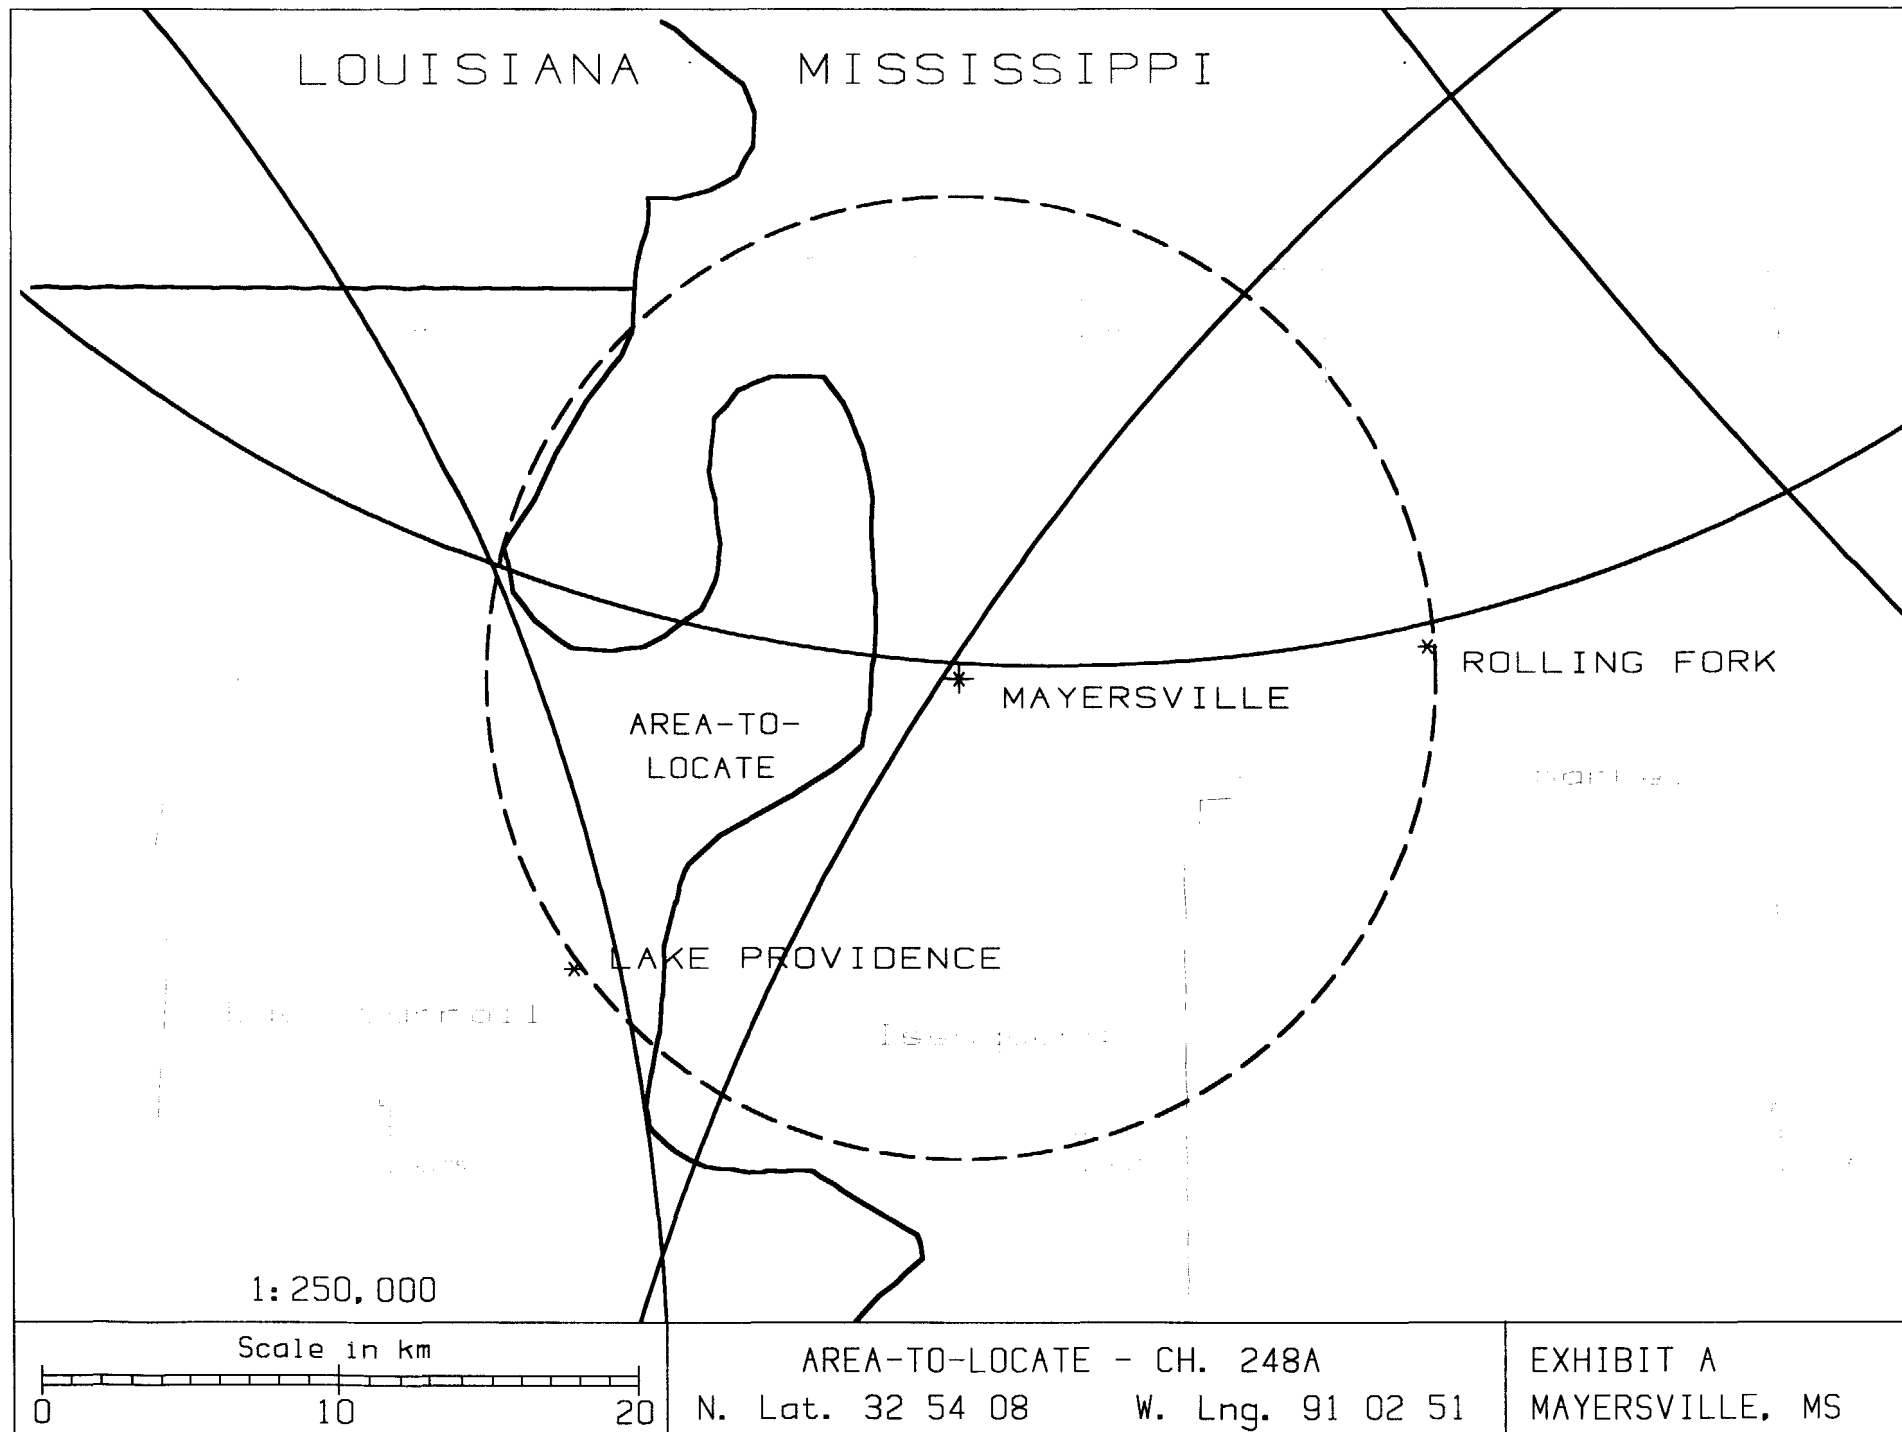 LOUISIANA MISSISSIPPI
ROLLING FORK
MAYERSVILLE
AREA-TO-
LOCATE
LAKE PROVIDENCE
1:250,000
Scale in km
0 10 20
AREA-TO-LOCATE - CH. 248A
N. Lat. 32 54 08 W. Lng. 91 02 51
EXHIBIT A
MAYERSVILLE, MS